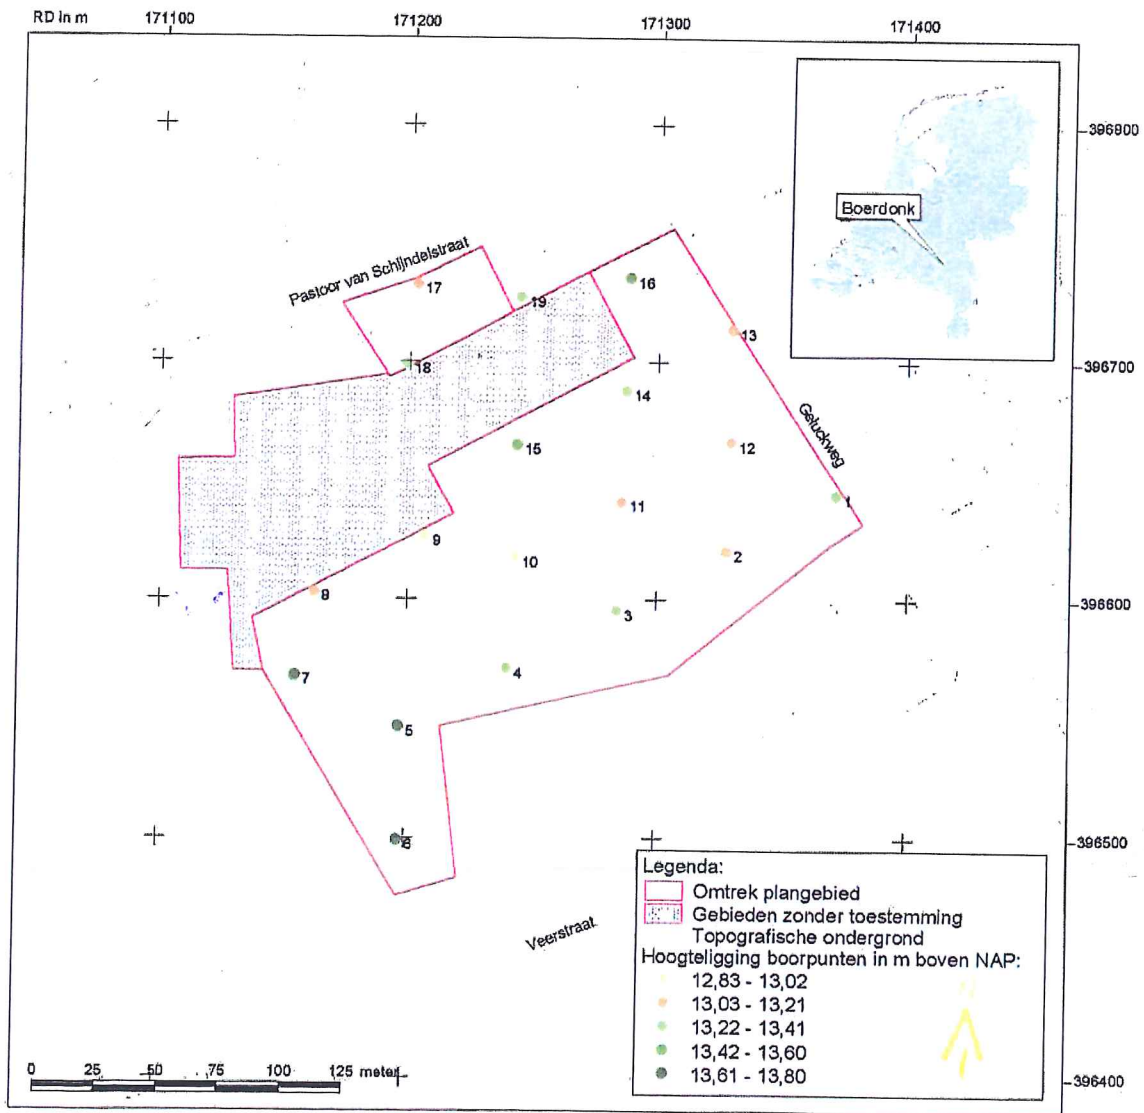 RD in m
171100
171200
171300
171400
396800
Boerdonk
Pastoor van Schijndelstraat
17
19
16
13
18
396700
14
Geluckweg
15
12
11
1
9
10
2
8
3
396600
7
4
5
6
396500
Veerstraat
Legenda:
Omtrek plangebied
Gebieden zonder toestemming
Topografische ondergrond
Hoogteligging boorpunten in m boven NAP:
12,83 - 13,02
13,03 - 13,21
13,22 - 13,41
13,42 - 13,60
13,61 - 13,80
0 25 50 75 100 125 meter
396400